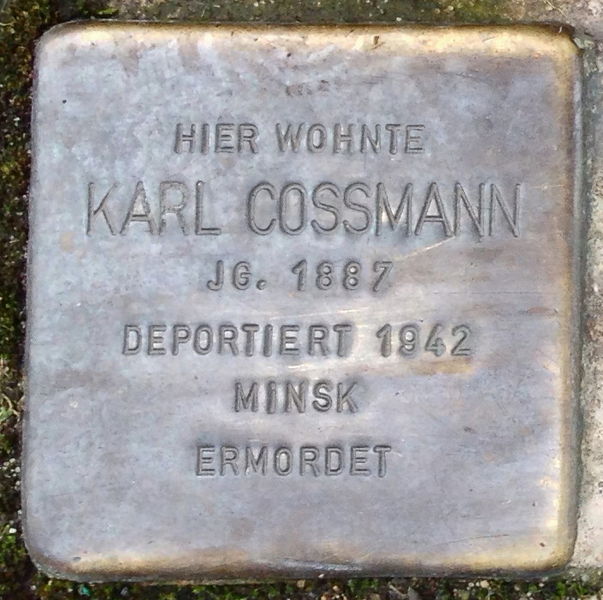 HIER WOHNTE
KARL COSSMANN
JG. 1887
DEPORTIERT 1942
MINSK
ERMORDET